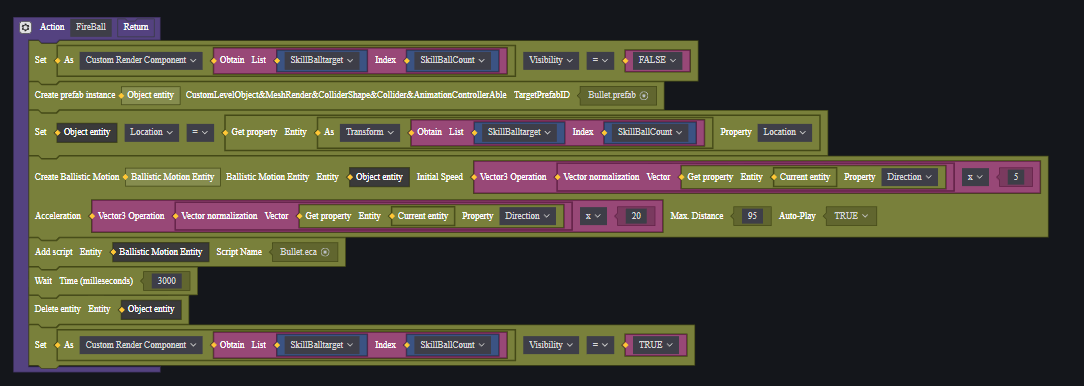 Action FireBall Return
Set As Custom Render Component Obtain List SkillBalltarget Index SkillBallCount Visibility = FALSE
Create prefab instance Object entity CustomLevelObject&MeshRender&ColliderShape&Collider&AnimationControllerAble TargetPrefabID Bullet.prefab
Set Object entity Location = Get property Entity As Transform Obtain List SkillBalltarget Index SkillBallCount Property Location
Create Ballistic Motion Ballistic Motion Entity Ballistic Motion Entity Entity Object entity Initial Speed Vector3 Operation Vector normalization Vector Get property Entity Current entity Property Direction x 5
Acceleration Vector3 Operation Vector normalization Vector Get property Entity Current entity Property Direction x 20 Max. Distance 95 Auto-Play TRUE
Add script Entity Ballistic Motion Entity Script Name Bullet.eca
Wait Time (milleseconds) 3000
Delete entity Entity Object entity
Set As Custom Render Component Obtain List SkillBalltarget Index SkillBallCount Visibility = TRUE